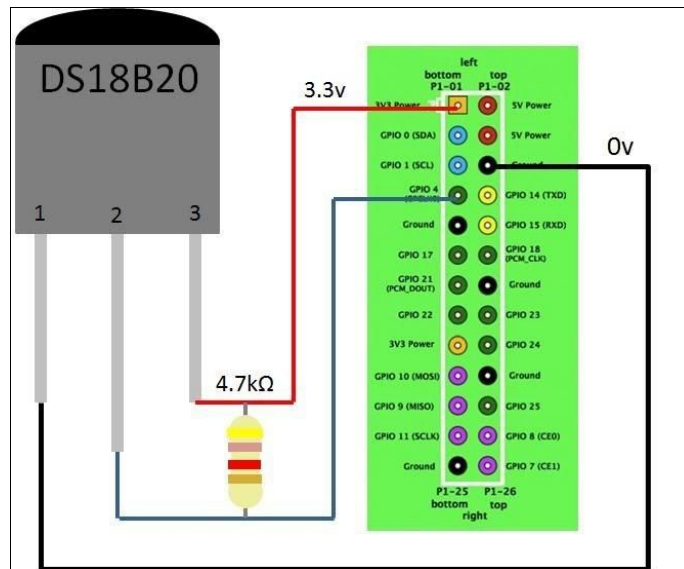 DS18B20
1
2
3
3.3v
4.7kΩ
0v
left
bottom top
P1-01 P1-02
3V3 Power 5V Power
GPIO 0 (SDA) 5V Power
GPIO 1 (SCL) Ground
GPIO 4 GPIO 14 (TXD)
Ground GPIO 15 (RXD)
GPIO 17 GPIO 18
(PCM_CLK)
GPIO 21 Ground
(PCM_DOUT)
GPIO 22 GPIO 23
3V3 Power GPIO 24
GPIO 10 (MOSI) Ground
GPIO 9 (MISO) GPIO 25
GPIO 11 (SCLK) GPIO 8 (CE0)
Ground GPIO 7 (CE1)
P1-25 P1-26
bottom top
right